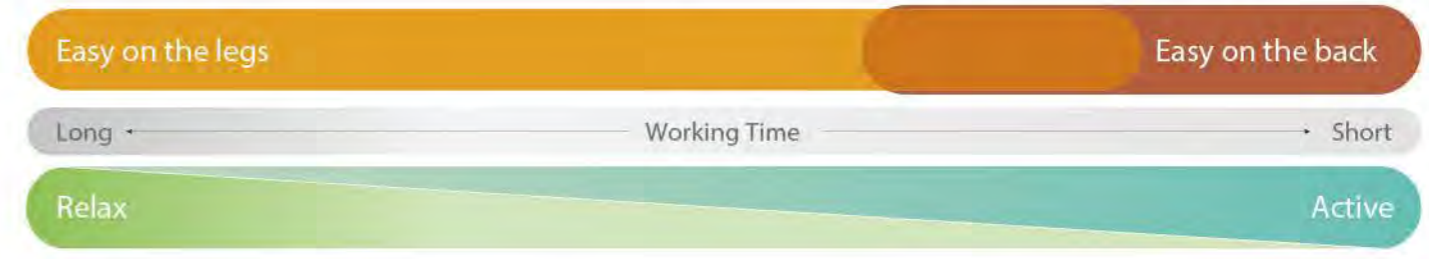 Easy on the legs
Easy on the back
Long
Working Time
Short
Relax
Active